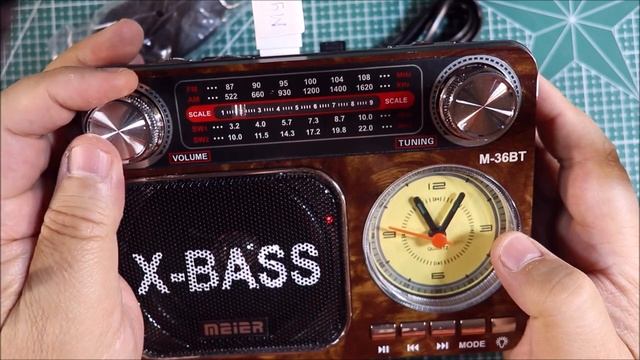 FM ••• 87 90 95 100 104 108 ••• MHz
AM ••• 522 660 930 1200 1400 1620 ••• KHz
SCALE 1 3 4 5 6 7 8 9 SCALE
SW1 ••• 3.2 4.0 5.7 7.3 8.7 10.0 •••
SW2 ••• 10.0 11.5 14.3 17.2 19.8 22.0 •••
VOLUME
TUNING
M-36BT
12
3
QUARTZ
9
6
X-BASS
MEIER
MODE